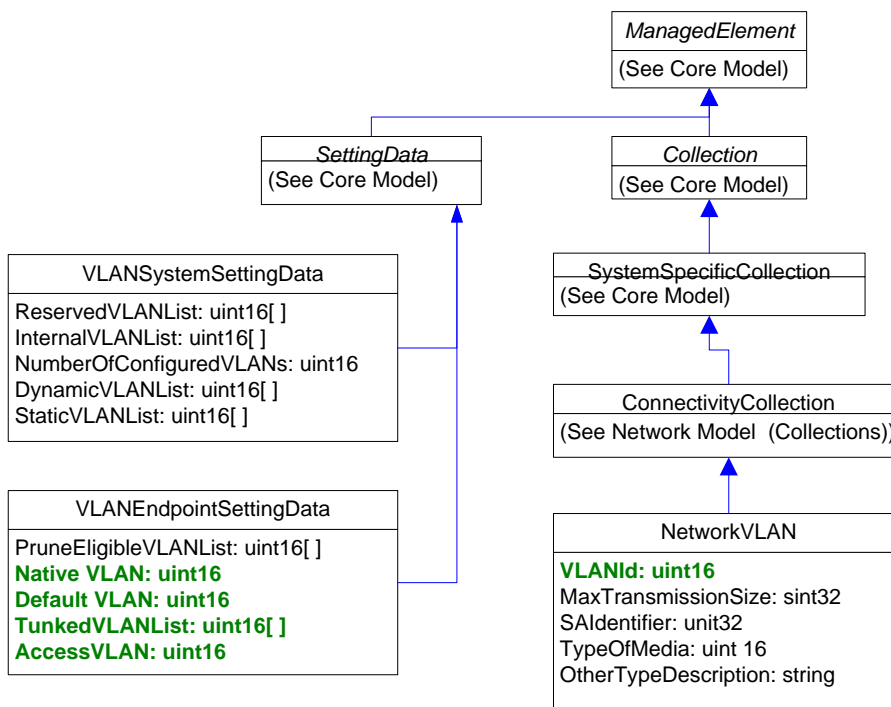 ManagedElement
(See Core Model)
SettingData
(See Core Model)
Collection
(See Core Model)
VLANSystemSettingData
ReservedVLANList: uint16[ ]
InternalVLANList: uint16[ ]
NumberOfConfiguredVLANs: uint16
DynamicVLANList: uint16[ ]
StaticVLANList: uint16[ ]
SystemSpecificCollection
(See Core Model)
ConnectivityCollection
(See Network Model (Collections))
VLANEndpointSettingData
PruneEligibleVLANList: uint16[ ]
Native VLAN: uint16
Default VLAN: uint16
TunkedVLANList: uint16[ ]
AccessVLAN: uint16
NetworkVLAN
VLANId: uint16
MaxTransmissionSize: sint32
SAIdentifier: unit32
TypeOfMedia: uint 16
OtherTypeDescription: string